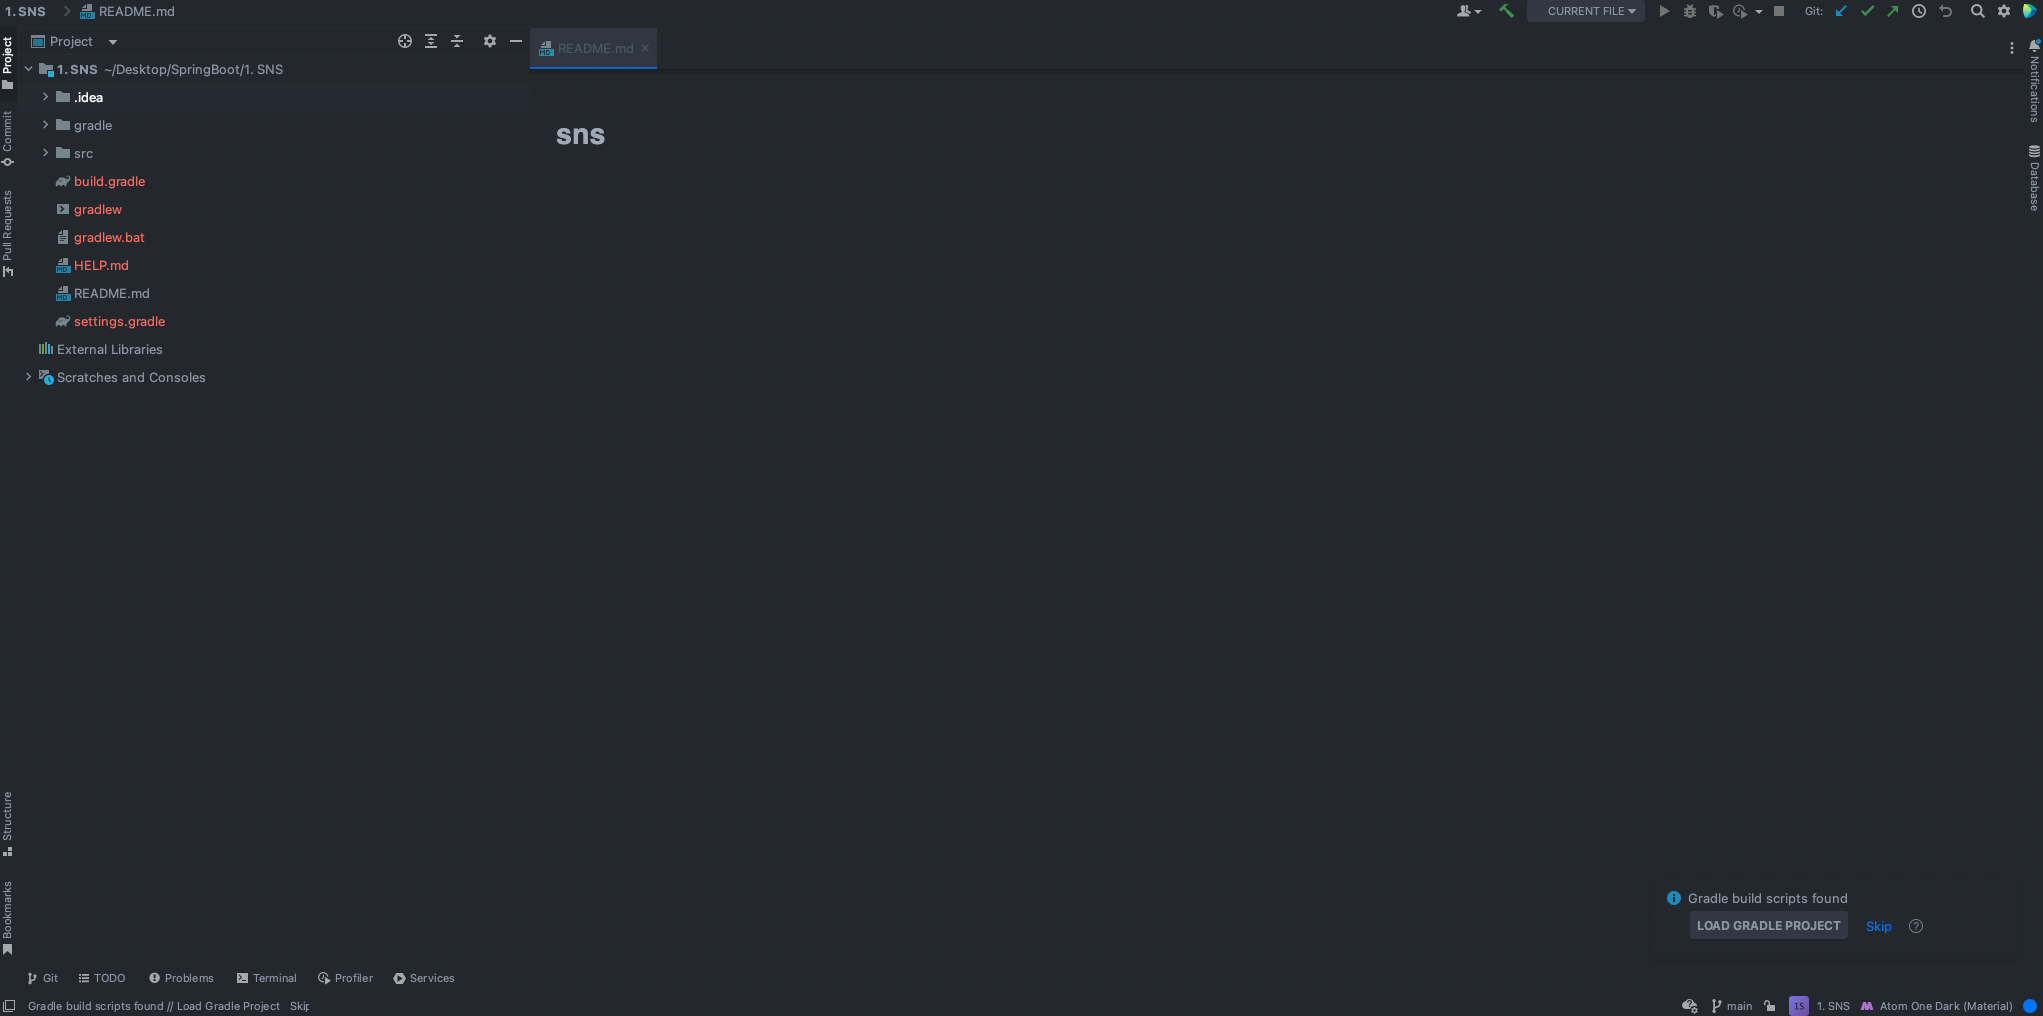 1. SNS README.md
CURRENT FILE Git:
Project
README.md
1. SNS ~/Desktop/SpringBoot/1. SNS
.idea
gradle
src
build.gradle
gradlew
gradlew.bat
HELP.md
README.md
settings.gradle
External Libraries
Scratches and Consoles
sns
Project
Commit
Pull Requests
Structure
Bookmarks
Notifications
Database
Gradle build scripts found
LOAD GRADLE PROJECT Skip
Git TODO Problems Terminal Profiler Services
Gradle build scripts found // Load Gradle Project Skip
main 1S 1. SNS Atom One Dark (Material)